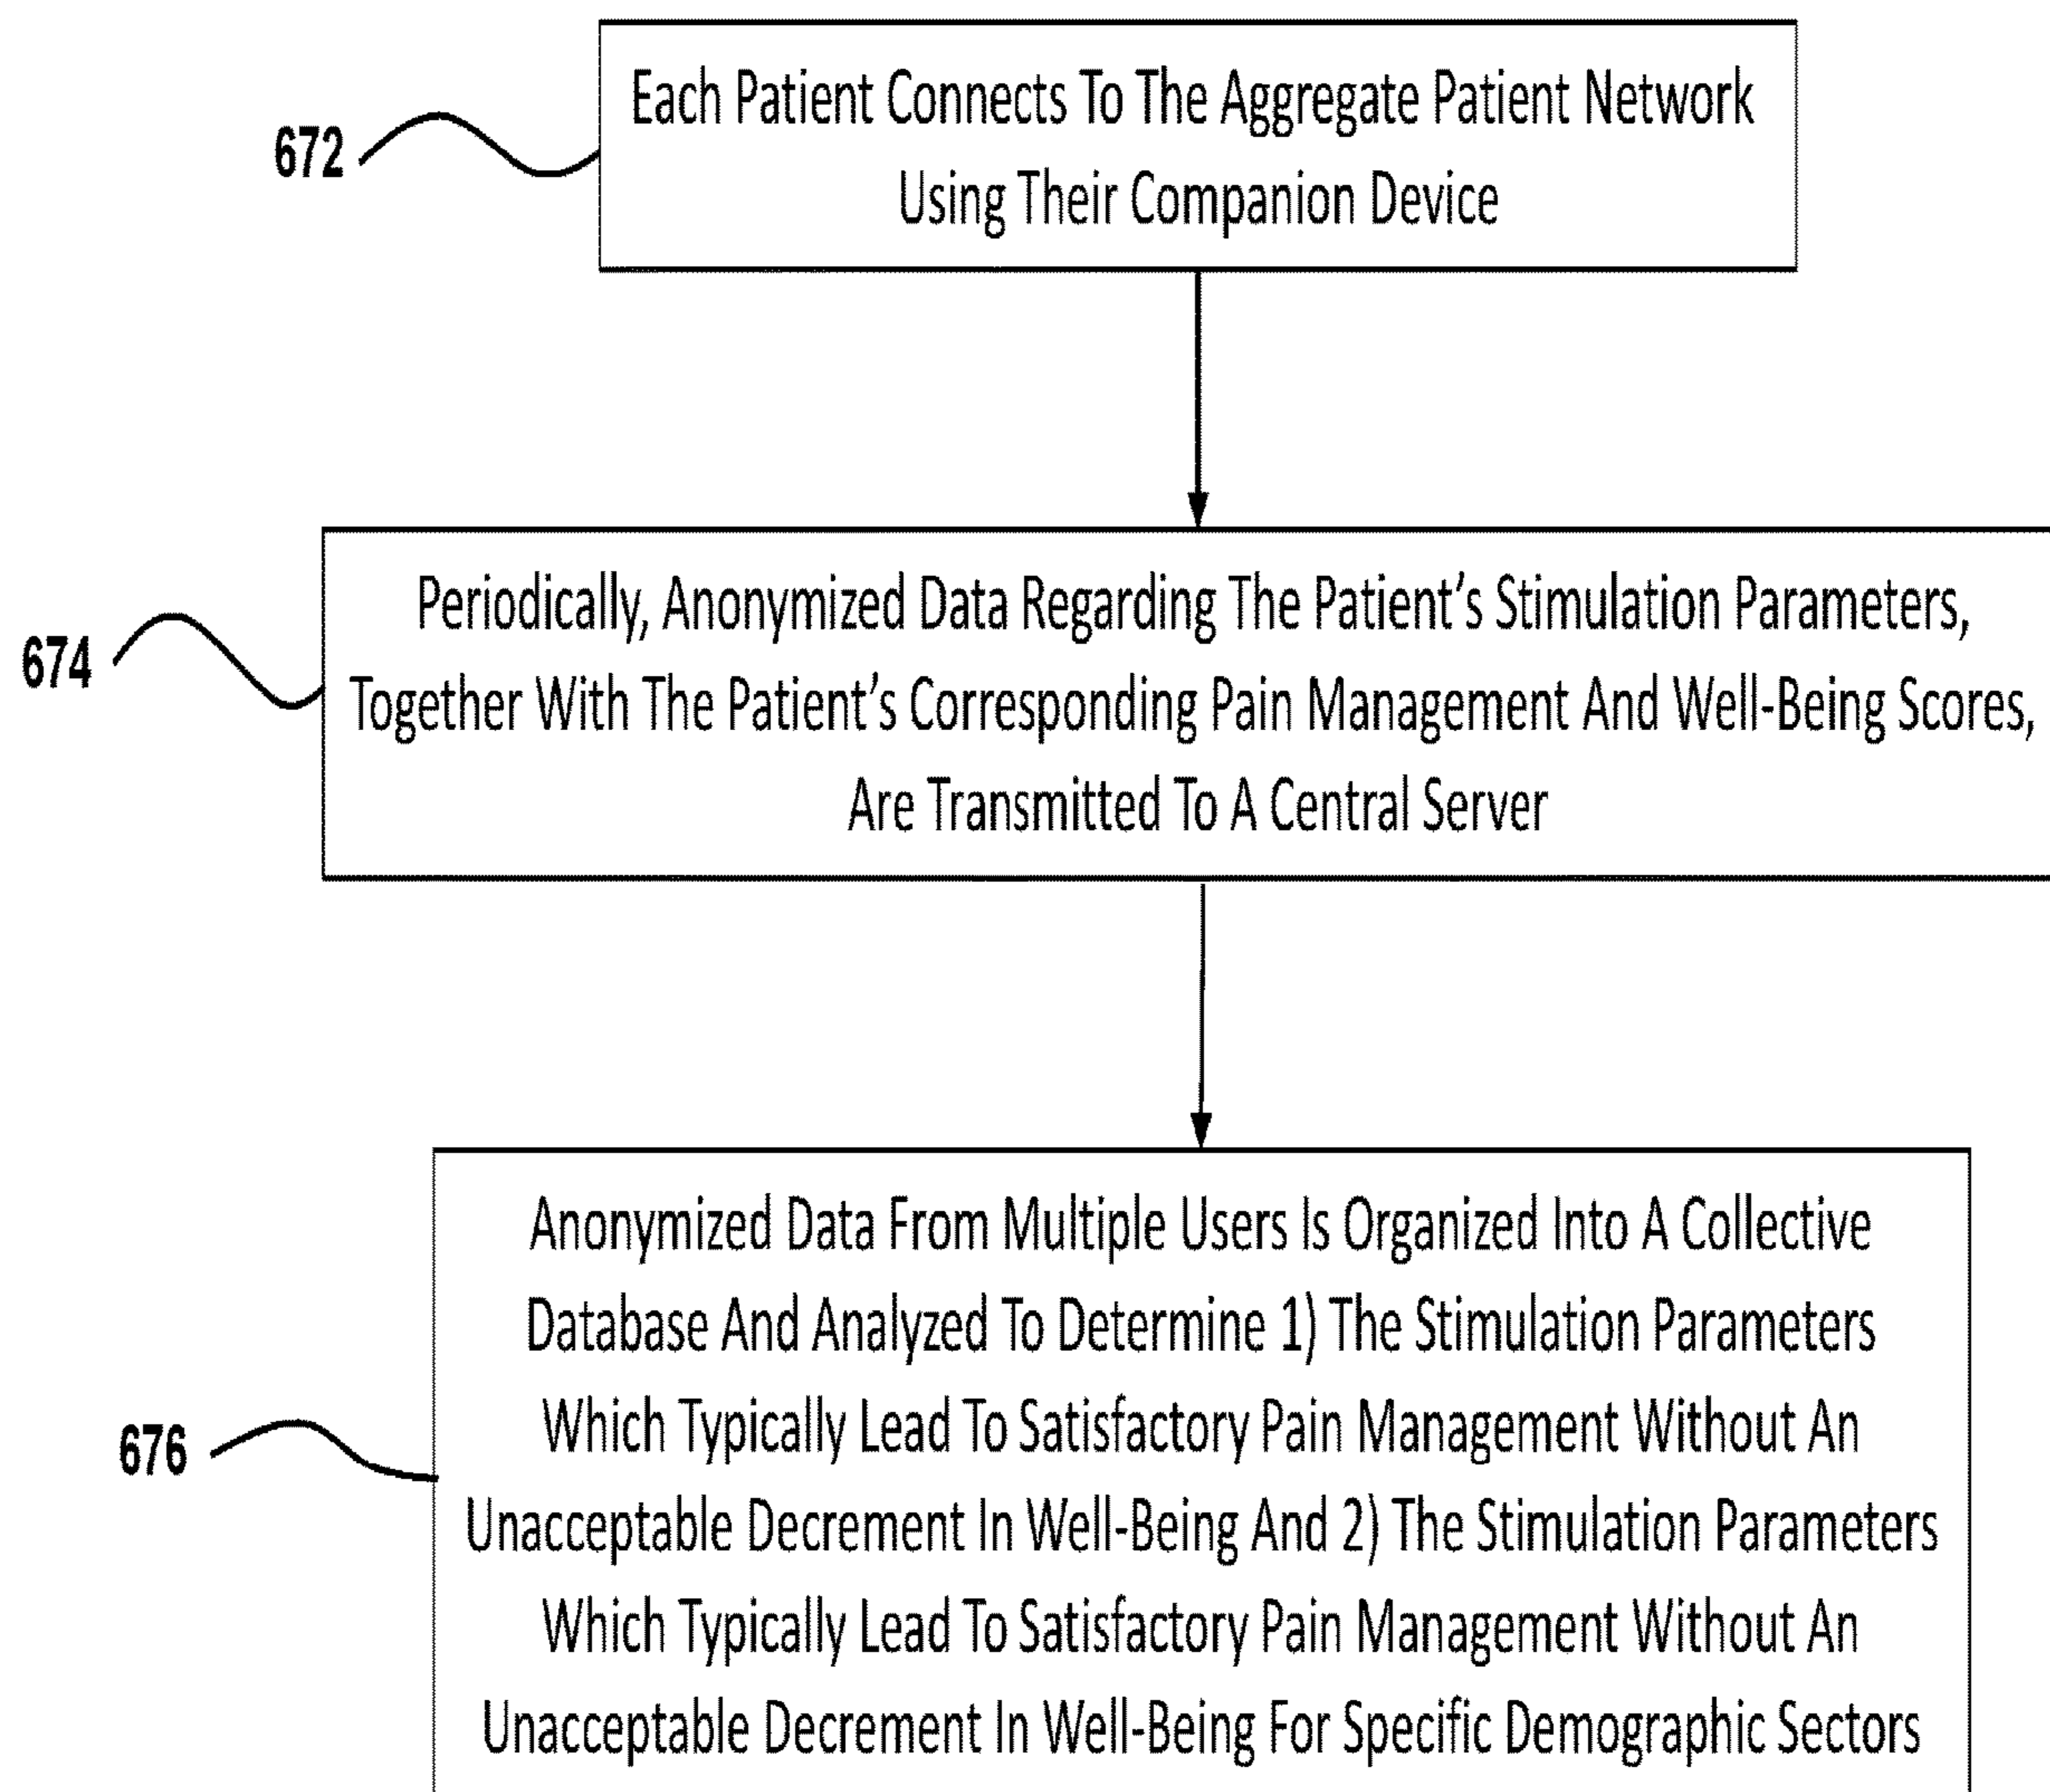 Each Patient Connects To The Aggregate Patient Network
Using Their Companion Device
672
Periodically, Anonymized Data Regarding The Patient’s Stimulation Parameters,
Together With The Patient’s Corresponding Pain Management And Well-Being Scores,
Are Transmitted To A Central Server
674
Anonymized Data From Multiple Users Is Organized Into A Collective
Database And Analyzed To Determine 1) The Stimulation Parameters
Which Typically Lead To Satisfactory Pain Management Without An
Unacceptable Decrement In Well-Being And 2) The Stimulation Parameters
Which Typically Lead To Satisfactory Pain Management Without An
Unacceptable Decrement In Well-Being For Specific Demographic Sectors
676